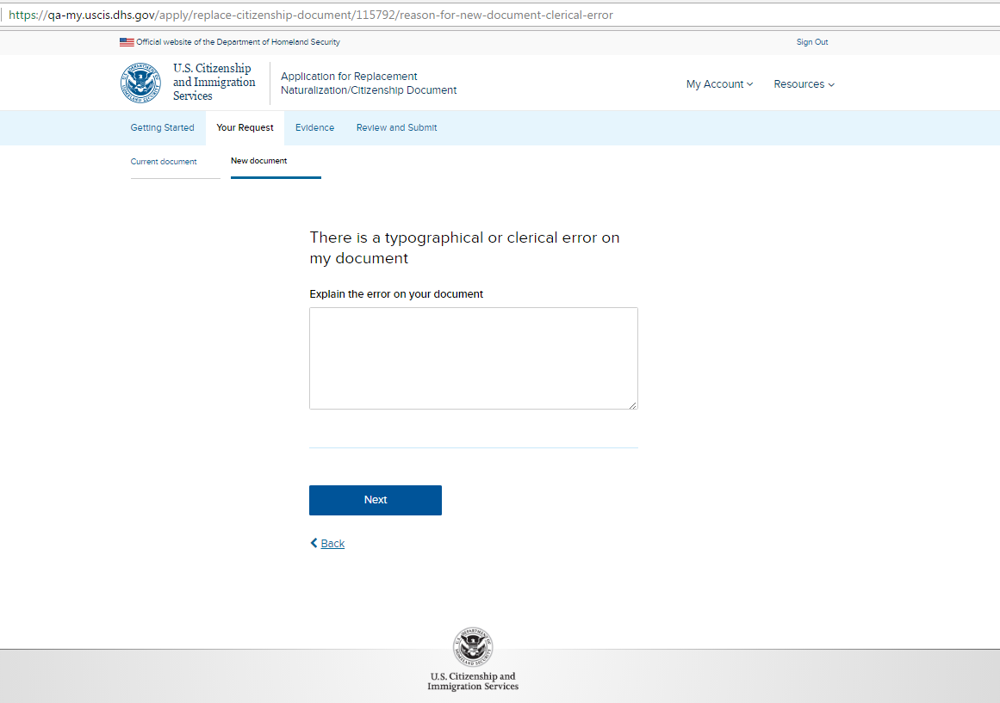 https://qa-my.uscis.dhs.gov/apply/replace-citizenship-document/115792/reason-for-new-document-clerical-error
Official website of the Department of Homeland Security
Sign Out
U.S. Citizenship
and Immigration
Services
Application for Replacement
Naturalization/Citizenship Document
My Account
Resources
Getting Started
Your Request
Evidence
Review and Submit
Current document
New document
There is a typographical or clerical error on
my document
Explain the error on your document
Next
Back
U.S. Citizenship and
Immigration Services